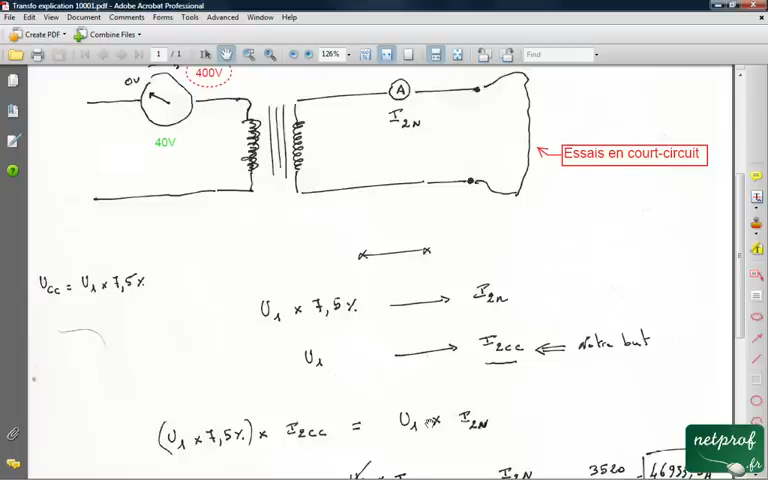 Transfo explication 10001.pdf - Adobe Acrobat Professional
File Edit View Document Comments Forms Tools Advanced Window Help
Create PDF Combine Files
1 / 1 126% Find
400V
0V
40V
A
I2N
Essais en court-circuit
Ucc = U1 x 7,5%
U1 x 7,5% → I2n
U1 → I2cc ⇐ Notre but
(U1 x 7,5%) x I2cc = U1 x I2N
I2N 3520
netprof
.fr